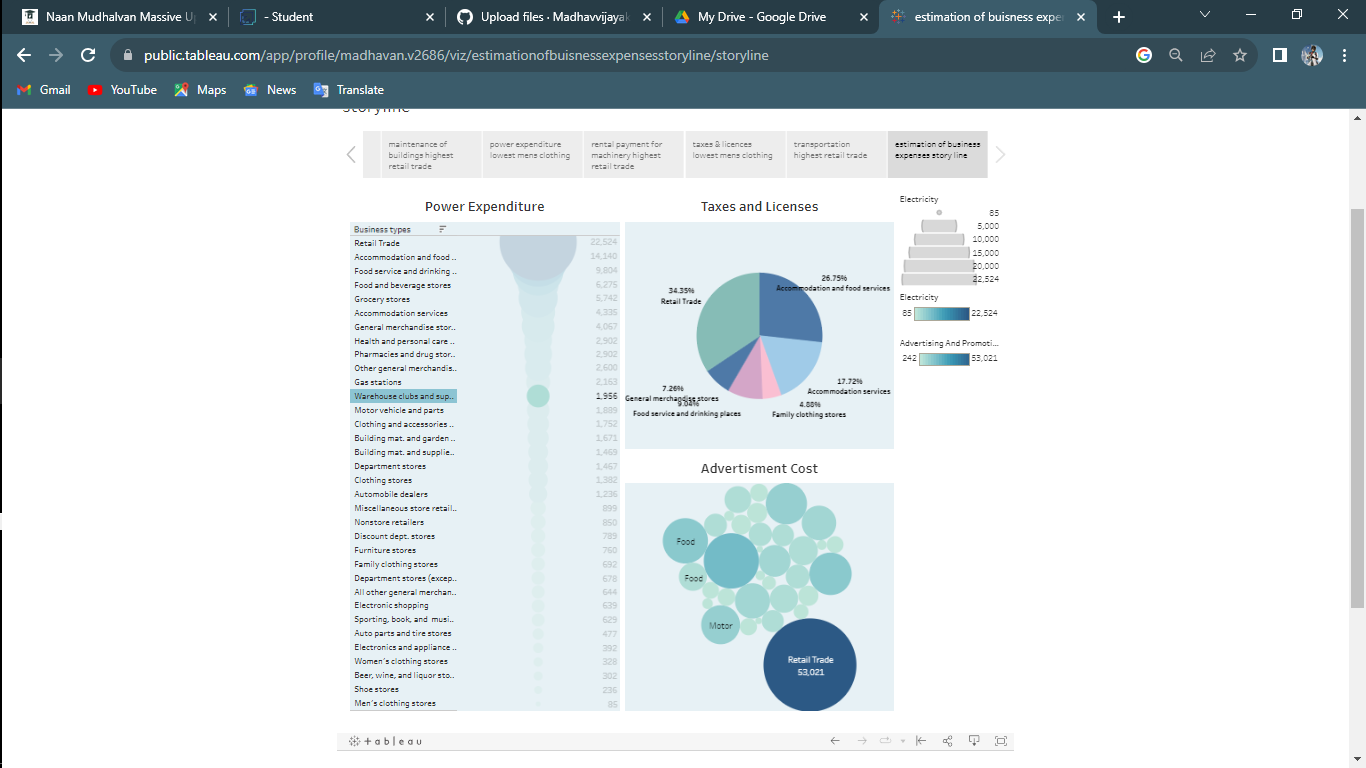 Naan Mudhalvan Massive U
- Student
Upload files · Madhavvijayak
My Drive - Google Drive
estimation of buisness expe
public.tableau.com/app/profile/madhavan.v2686/viz/estimationofbuisnessexpensesstoryline/storyline
Gmail
YouTube
Maps
News
Translate
storyline
maintenance of
buildings highest
retail trade
power expenditure
lowest mens clothing
rental payment for
machinery highest
retail trade
taxes & licences
lowest mens clothing
transportation
highest retail trade
estimation of business
expenses story line
Power Expenditure
Business types
Retail Trade 22,524
Accommodation and food .. 14,140
Food service and drinking .. 9,804
Food and beverage stores 6,275
Grocery stores 5,742
Accommodation services 4,335
General merchandise stor.. 4,067
Health and personal care .. 2,902
Pharmacies and drug stor.. 2,902
Other general merchandis.. 2,600
Gas stations 2,163
Warehouse clubs and sup.. 1,956
Motor vehicle and parts 1,899
Clothing and accessories .. 1,752
Building mat. and garden .. 1,671
Building mat. and supplie.. 1,469
Department stores 1,467
Clothing stores 1,382
Automobile dealers 1,236
Miscellaneous store retail.. 899
Nonstore retailers 850
Discount dept. stores 789
Furniture stores 760
Family clothing stores 692
Department stores (excep.. 678
All other general merchan.. 644
Electronic shopping 639
Sporting, book, and musi.. 629
Auto parts and tire stores 477
Electronics and appliance .. 392
Women's clothing stores 328
Beer, wine, and liquor sto.. 302
Shoe stores 236
Men's clothing stores 85
Taxes and Licenses
26.75%
Accommodation and food services
34.35%
Retail Trade
17.72%
Accommodation services
7.26%
General merchandise stores
9.04%
Food service and drinking places
4.88%
Family clothing stores
Advertisment Cost
Food
Food
Motor
Retail Trade
53,021
Electricity
85
5,000
10,000
15,000
20,000
22,524
Electricity
85 22,524
Advertising And Promoti...
242 53,021
+ a b l e a u